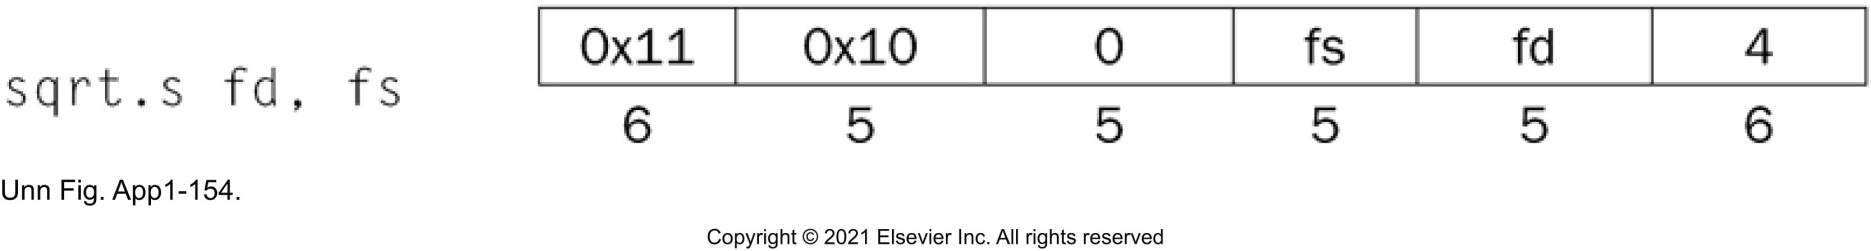 0x11 0x10 0 fs fd 4
sqrt.s fd, fs
6 5 5 5 5 6
Unn Fig. App1-154.
Copyright © 2021 Elsevier Inc. All rights reserved